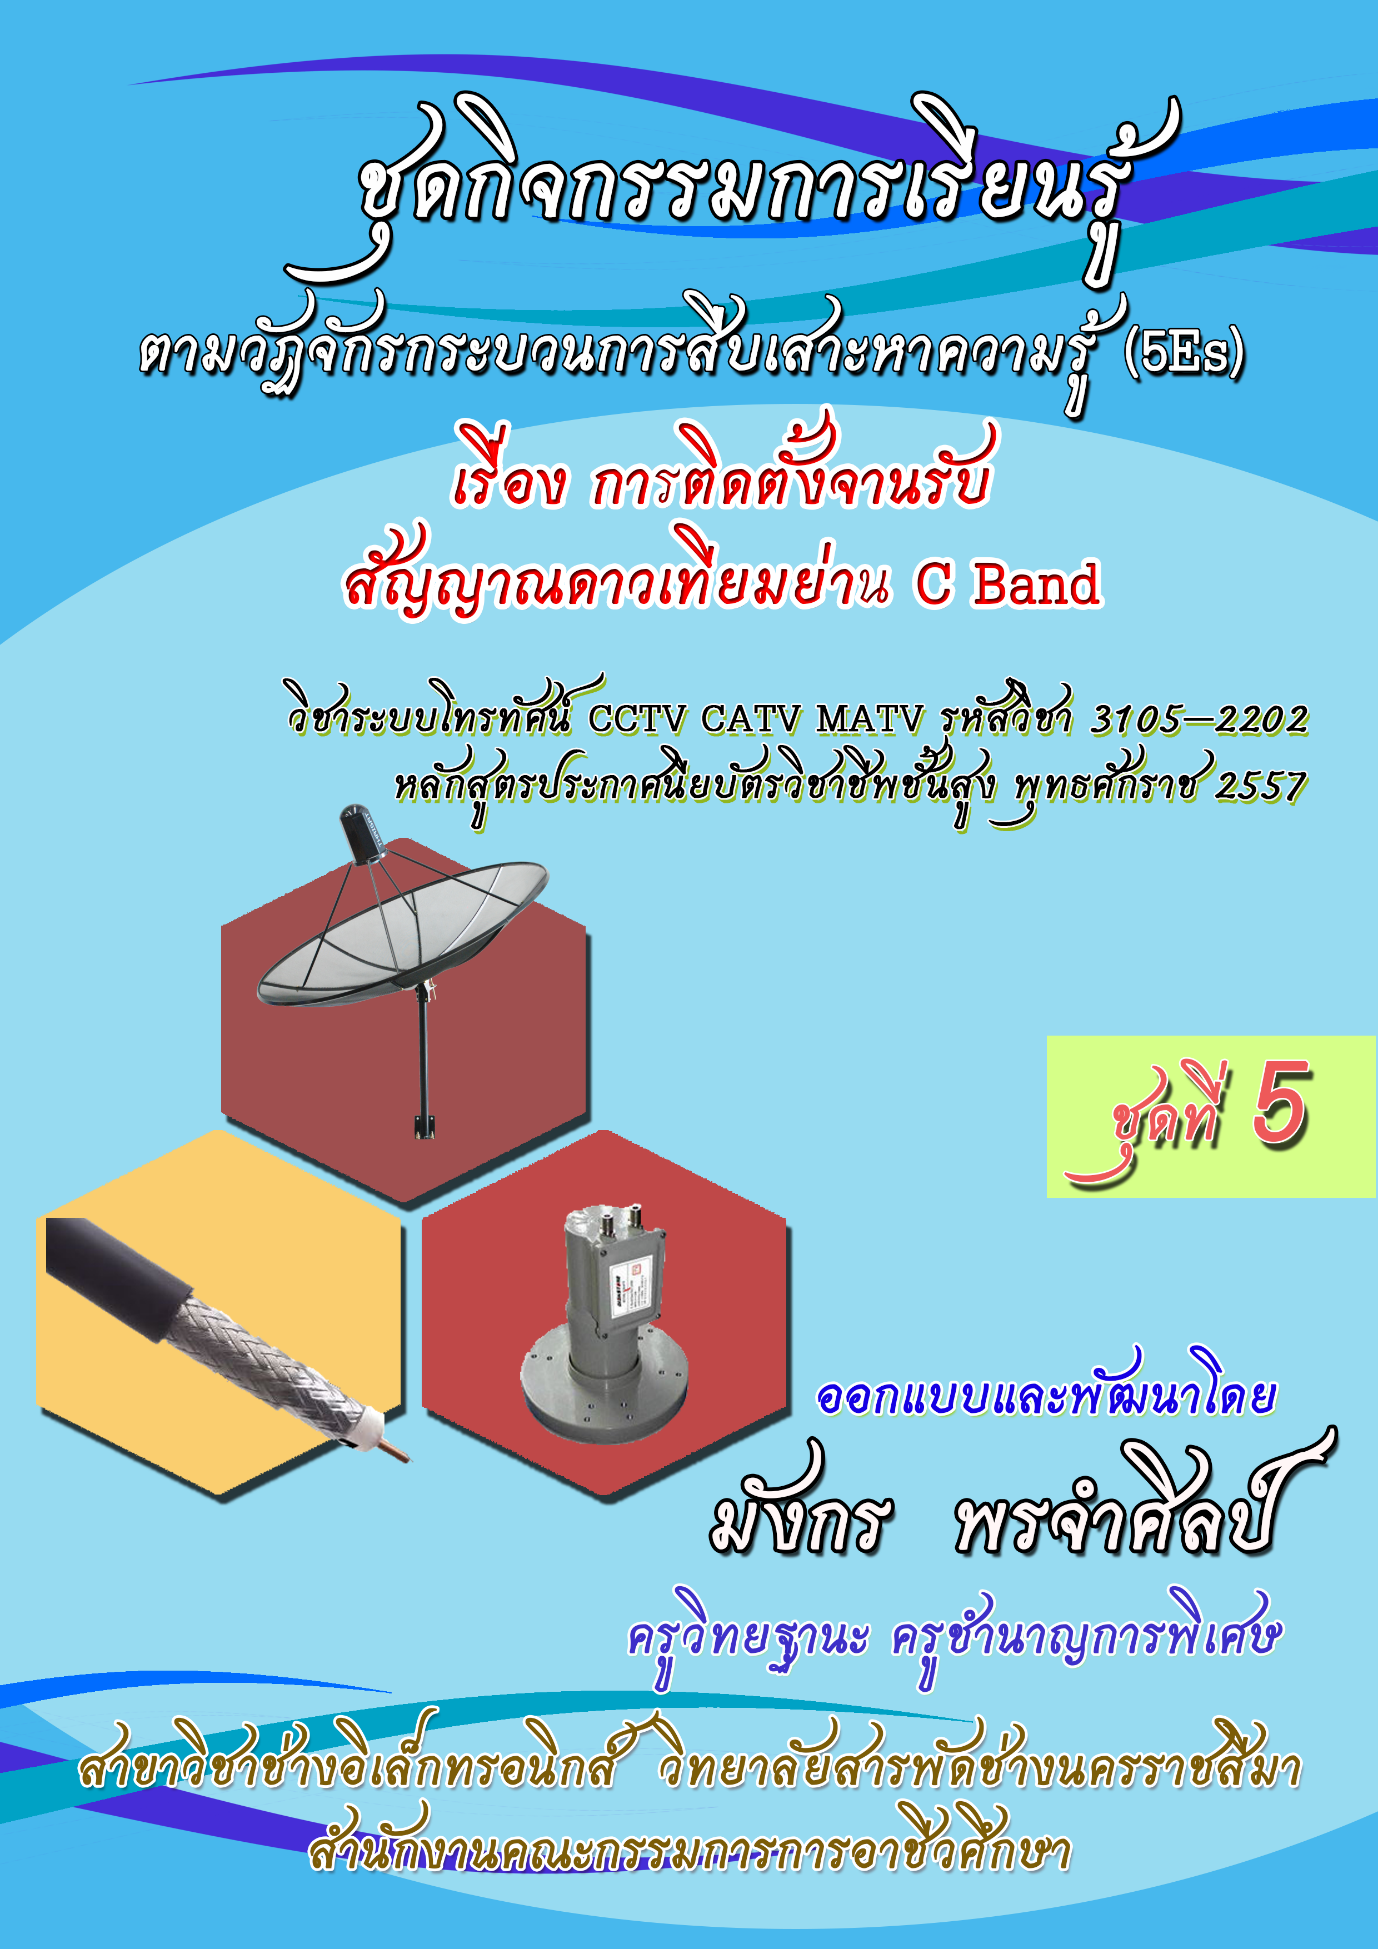 ชุดกิจกรรมการเรียนรู้
ตามวัฏจักรกระบวนการสืบเสาะหาความรู้ (5Es)
เรื่อง การติดตั้งจานรับ
สัญญาณดาวเทียมย่าน C Band
วิชาระบบโทรทัศน์ CCTV CATV MATV รหัสวิชา 3105-2202
หลักสูตรประกาศนียบัตรวิชาชีพชั้นสูง พุทธศักราช 2557
ชุดที่ 5
ออกแบบและพัฒนาโดย
มังกร พรจำศิลป์
ครูวิทยฐานะ ครูชำนาญการพิเศษ
สาขาวิชาช่างอิเล็กทรอนิกส์ วิทยาลัยสารพัดช่างนครราชสีมา
สำนักงานคณะกรรมการการอาชีวศึกษา